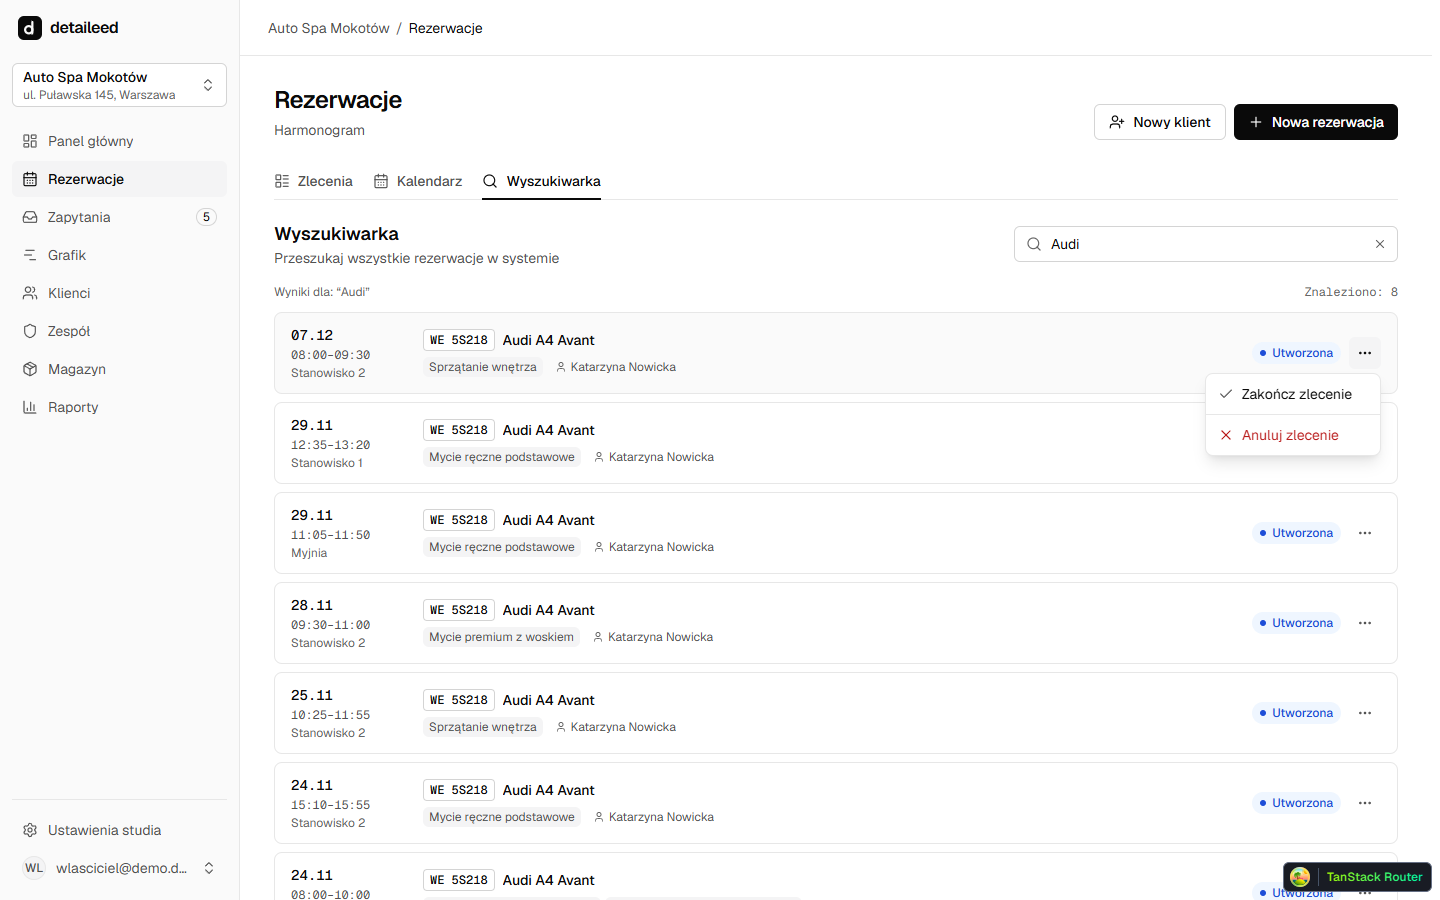 detaileed
Auto Spa Mokotów
ul. Puławska 145, Warszawa
Panel główny
Rezerwacje
Zapytania
5
Grafik
Klienci
Zespół
Magazyn
Raporty
Ustawienia studia
WL
wlasciciel@demo.d...
Auto Spa Mokotów / Rezerwacje
Rezerwacje
Harmonogram
Nowy klient
Nowa rezerwacja
Zlecenia
Kalendarz
Wyszukiwarka
Wyszukiwarka
Przeszukaj wszystkie rezerwacje w systemie
Audi
Wyniki dla: “Audi”
Znaleziono: 8
07.12
08:00-09:30
Stanowisko 2
WE 5S218 Audi A4 Avant
Sprzątanie wnętrza Katarzyna Nowicka
Utworzona
Zakończ zlecenie
Anuluj zlecenie
29.11
12:35-13:20
Stanowisko 1
WE 5S218 Audi A4 Avant
Mycie ręczne podstawowe Katarzyna Nowicka
29.11
11:05-11:50
Myjnia
WE 5S218 Audi A4 Avant
Mycie ręczne podstawowe Katarzyna Nowicka
Utworzona
28.11
09:30-11:00
Stanowisko 2
WE 5S218 Audi A4 Avant
Mycie premium z woskiem Katarzyna Nowicka
Utworzona
25.11
10:25-11:55
Stanowisko 2
WE 5S218 Audi A4 Avant
Sprzątanie wnętrza Katarzyna Nowicka
Utworzona
24.11
15:10-15:55
Stanowisko 2
WE 5S218 Audi A4 Avant
Mycie ręczne podstawowe Katarzyna Nowicka
Utworzona
24.11
08:00-10:00
WE 5S218 Audi A4 Avant
Utworzona
TanStack Router